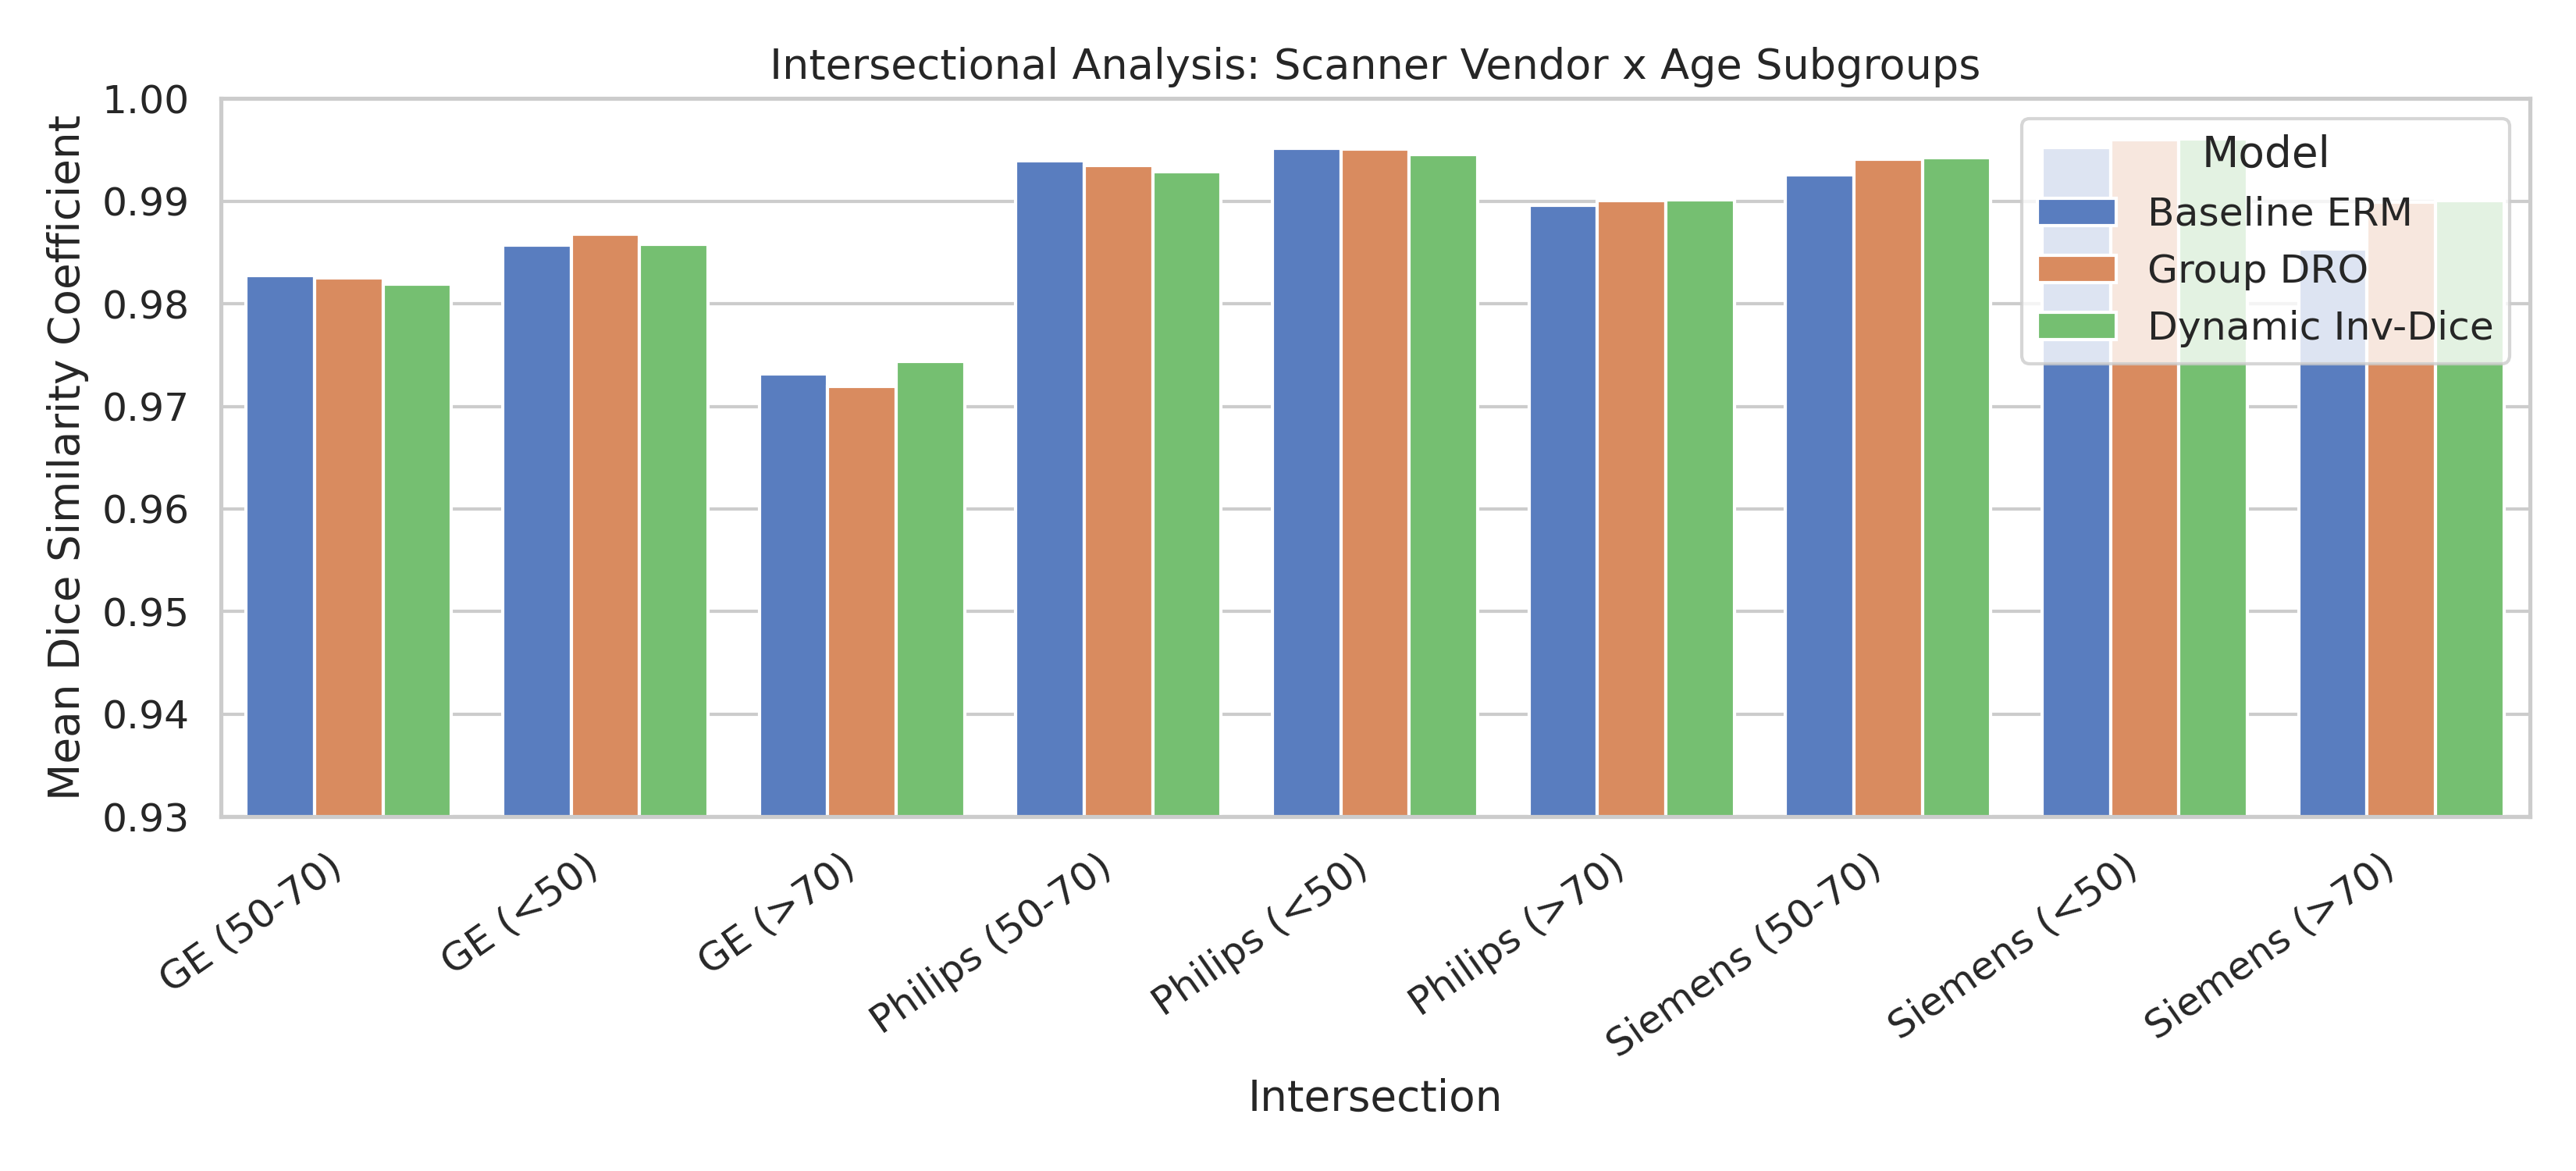 Intersectional Analysis: Scanner Vendor x Age Subgroups
Mean Dice Similarity Coefficient
1.00
0.99
0.98
0.97
0.96
0.95
0.94
0.93
Model
Baseline ERM
Group DRO
Dynamic Inv-Dice
GE (50-70)
GE (<50)
GE (>70)
Philips (50-70)
Philips (<50)
Philips (>70)
Siemens (50-70)
Siemens (<50)
Siemens (>70)
Intersection